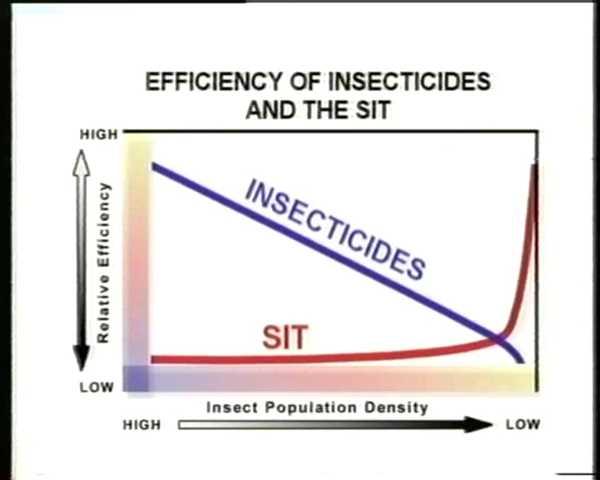 EFFICIENCY OF INSECTICIDES
AND THE SIT
HIGH
Relative Efficiency
INSECTICIDES
SIT
LOW
Insect Population Density
HIGH
LOW